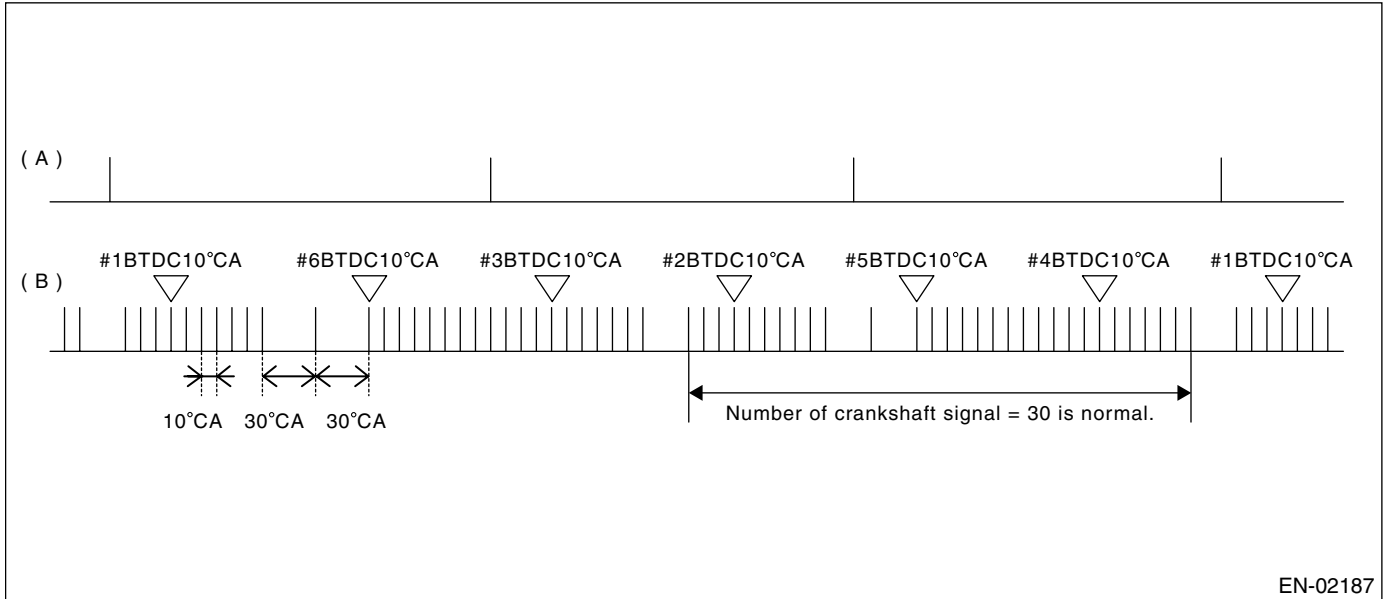 ( A )
#1BTDC10°CA #6BTDC10°CA #3BTDC10°CA #2BTDC10°CA #5BTDC10°CA #4BTDC10°CA #1BTDC10°CA
( B )
10°CA 30°CA 30°CA
Number of crankshaft signal = 30 is normal.
EN-02187